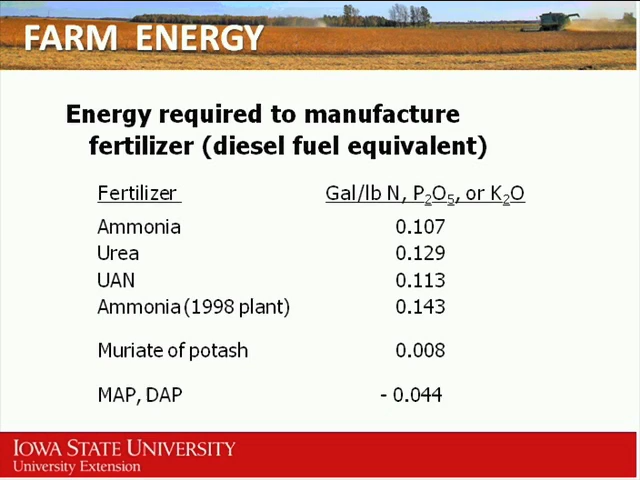 FARM ENERGY
Energy required to manufacture
fertilizer (diesel fuel equivalent)
Fertilizer Gal/lb N, P₂O₅, or K₂O
Ammonia 0.107
Urea 0.129
UAN 0.113
Ammonia (1998 plant) 0.143
Muriate of potash 0.008
MAP, DAP - 0.044
IOWA STATE UNIVERSITY
University Extension